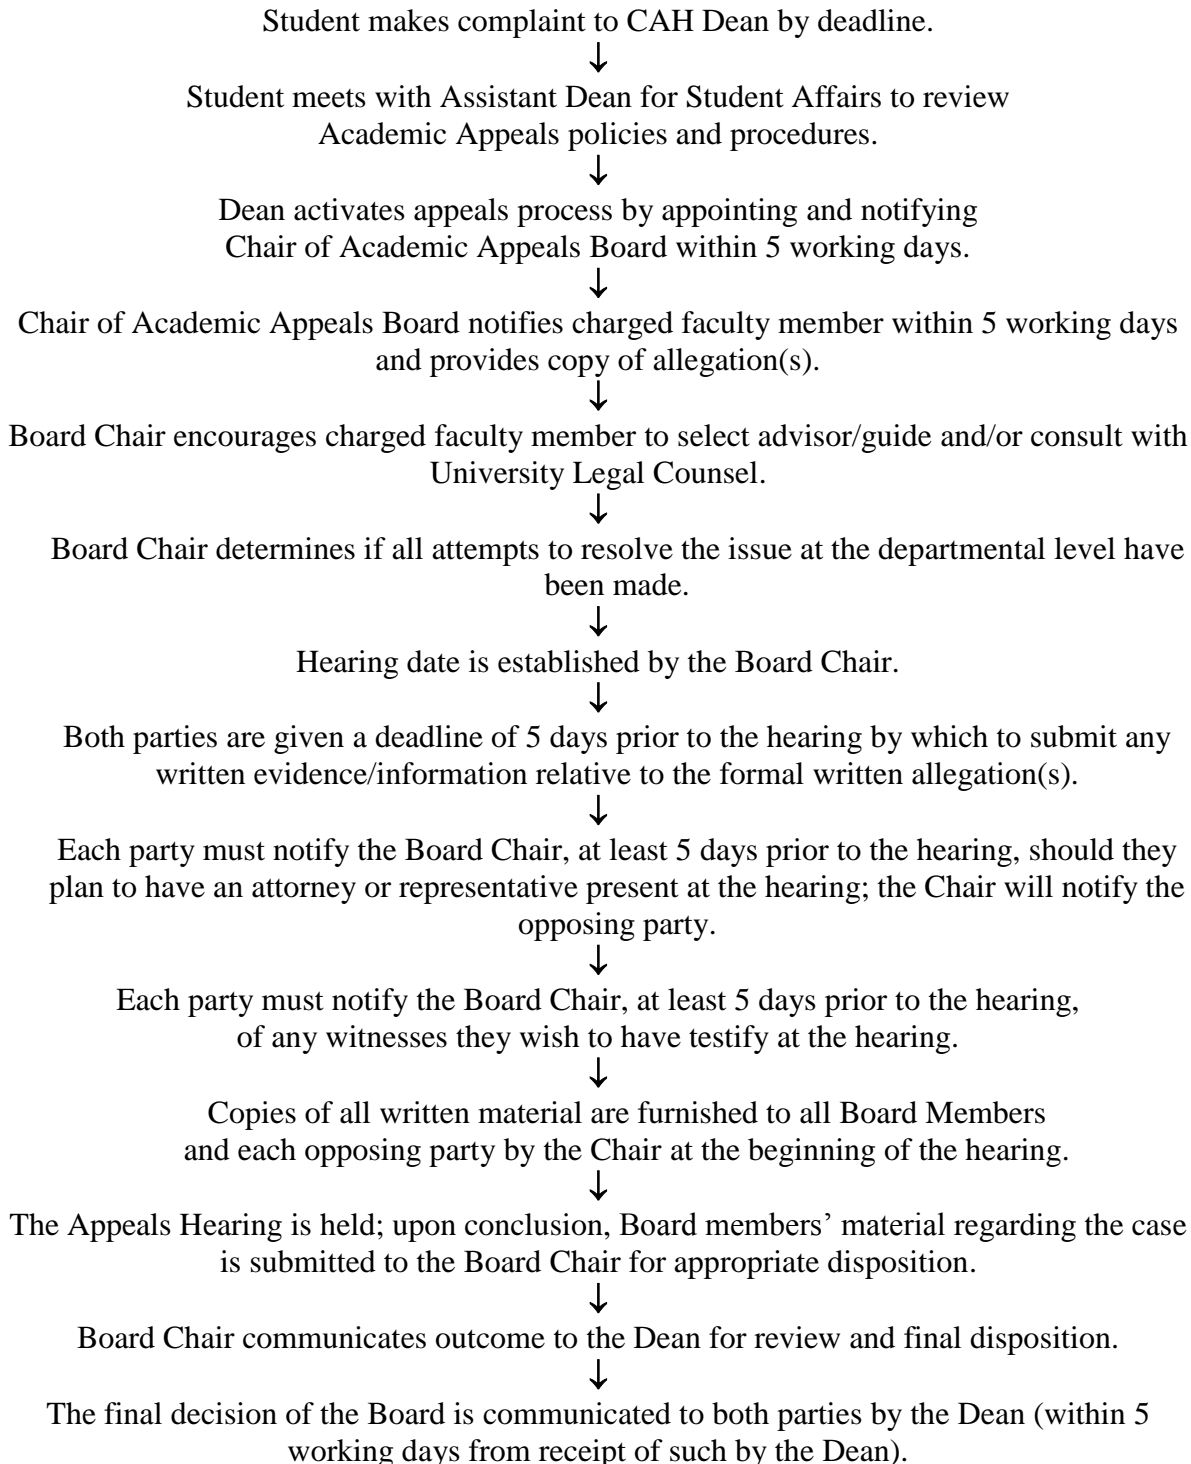 Student makes complaint to CAH Dean by deadline.
↓
Student meets with Assistant Dean for Student Affairs to review
Academic Appeals policies and procedures.
↓
Dean activates appeals process by appointing and notifying
Chair of Academic Appeals Board within 5 working days.
↓
Chair of Academic Appeals Board notifies charged faculty member within 5 working days
and provides copy of allegation(s).
↓
Board Chair encourages charged faculty member to select advisor/guide and/or consult with
University Legal Counsel.
↓
Board Chair determines if all attempts to resolve the issue at the departmental level have
been made.
↓
Hearing date is established by the Board Chair.
↓
Both parties are given a deadline of 5 days prior to the hearing by which to submit any
written evidence/information relative to the formal written allegation(s).
↓
Each party must notify the Board Chair, at least 5 days prior to the hearing, should they
plan to have an attorney or representative present at the hearing; the Chair will notify the
opposing party.
↓
Each party must notify the Board Chair, at least 5 days prior to the hearing,
of any witnesses they wish to have testify at the hearing.
↓
Copies of all written material are furnished to all Board Members
and each opposing party by the Chair at the beginning of the hearing.
↓
The Appeals Hearing is held; upon conclusion, Board members’ material regarding the case
is submitted to the Board Chair for appropriate disposition.
↓
Board Chair communicates outcome to the Dean for review and final disposition.
↓
The final decision of the Board is communicated to both parties by the Dean (within 5
working days from receipt of such by the Dean).